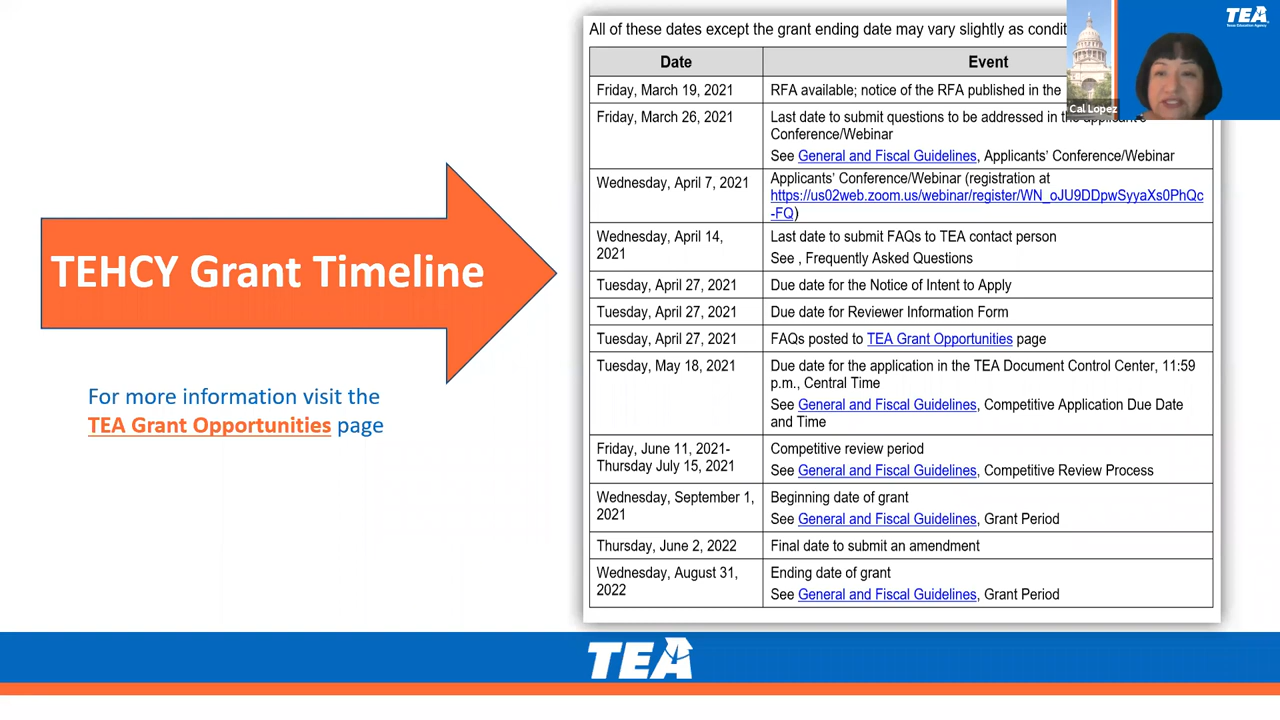 All of these dates except the grant ending date may vary slightly as
TEA
Texas Education Agency
Cal Lopez
Date
Event
Friday, March 19, 2021
RFA available; notice of the RFA published in the
Friday, March 26, 2021
Last date to submit questions to be addressed in the applicant's
Conference/Webinar
See General and Fiscal Guidelines, Applicants' Conference/Webinar
Wednesday, April 7, 2021
Applicants' Conference/Webinar (registration at
https://us02web.zoom.us/webinar/register/WN_oJU9DDpwSyyaXs0PhQc
-FQ)
Wednesday, April 14,
2021
Last date to submit FAQs to TEA contact person
See , Frequently Asked Questions
Tuesday, April 27, 2021
Due date for the Notice of Intent to Apply
Tuesday, April 27, 2021
Due date for Reviewer Information Form
Tuesday, April 27, 2021
FAQs posted to TEA Grant Opportunities page
Tuesday, May 18, 2021
Due date for the application in the TEA Document Control Center, 11:59
p.m., Central Time
See General and Fiscal Guidelines, Competitive Application Due Date
and Time
Friday, June 11, 2021-
Thursday July 15, 2021
Competitive review period
See General and Fiscal Guidelines, Competitive Review Process
Wednesday, September 1,
2021
Beginning date of grant
See General and Fiscal Guidelines, Grant Period
Thursday, June 2, 2022
Final date to submit an amendment
Wednesday, August 31,
2022
Ending date of grant
See General and Fiscal Guidelines, Grant Period
TEHCY Grant Timeline
For more information visit the
TEA Grant Opportunities page
TEA